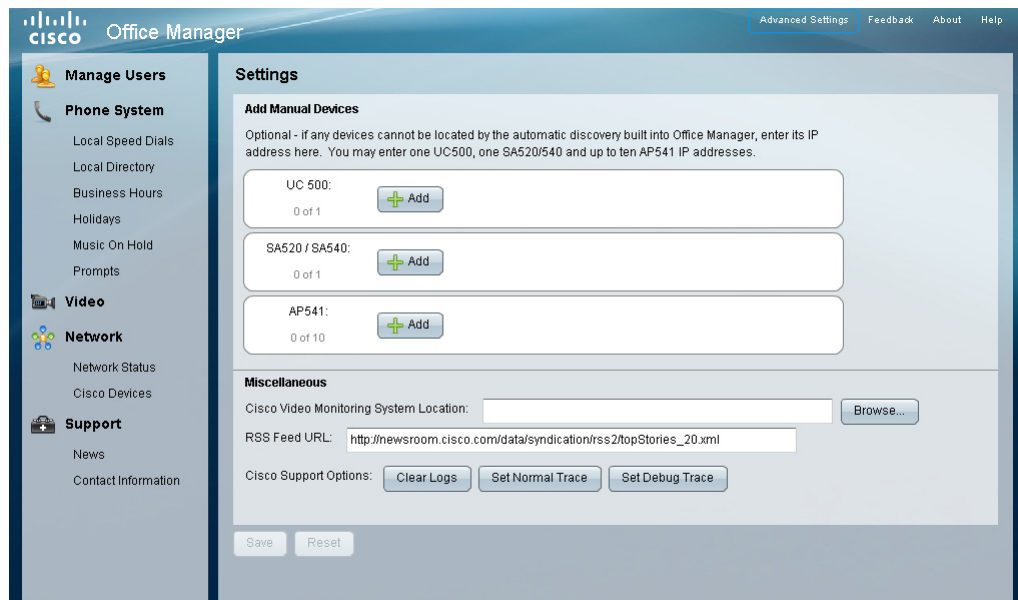 CISCO Office Manager
Advanced Settings Feedback About Help
Manage Users
Phone System
Local Speed Dials
Local Directory
Business Hours
Holidays
Music On Hold
Prompts
Video
Network
Network Status
Cisco Devices
Support
News
Contact Information
Settings
Add Manual Devices
Optional - if any devices cannot be located by the automatic discovery built into Office Manager, enter its IP
address here. You may enter one UC500, one SA520/540 and up to ten AP541 IP addresses.
UC 500:
0 of 1
Add
SA520 / SA540:
0 of 1
Add
AP541:
0 of 10
Add
Miscellaneous
Cisco Video Monitoring System Location: Browse...
RSS Feed URL: http://newsroom.cisco.com/data/syndication/rss2/topStories_20.xml
Cisco Support Options: Clear Logs Set Normal Trace Set Debug Trace
Save Reset